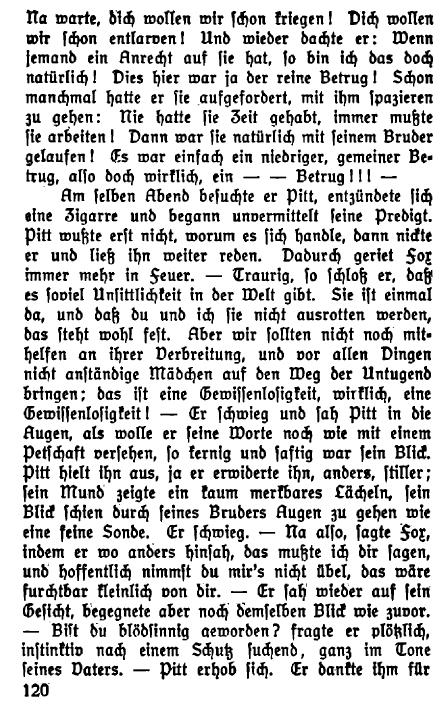 Na warte, dich wollen wir schon kriegen! Dich wollen
wir schon entlarven! Und wieder dachte er: Wenn
jemand ein Anrecht auf sie hat, so bin ich das doch
natürlich! Dies hier war ja der reine Betrug! Schon
manchmal hatte er sie aufgefordert, mit ihm spazieren
zu gehen: Nie hatte sie Zeit gehabt, immer mußte
sie arbeiten! Dann war sie natürlich mit seinem Bruder
gelaufen! Es war einfach ein niedriger, gemeiner Be-
trug, also doch wirklich, ein — — Betrug!!! —
Am selben Abend besuchte er Pitt, entzündete sich
eine Zigarre und begann unvermittelt seine Predigt.
Pitt wußte erst nicht, worum es sich handle, dann nickte
er und ließ ihn weiter reden. Dadurch geriet Fox
immer mehr in Feuer. — Traurig, so schloß er, daß
es soviel Unsittlichkeit in der Welt gibt. Sie ist einmal
da, und daß du und ich sie nicht ausrotten werden,
das steht wohl fest. Aber wir sollten nicht noch mit-
helfen an ihrer Verbreitung, und vor allen Dingen
nicht anständige Mädchen auf den Weg der Untugend
bringen; das ist eine Gewissenlosigkeit, wirklich, eine
Gewissenlosigkeit! — Er schwieg und sah Pitt in die
Augen, als wolle er seine Worte noch wie mit einem
Petschaft versehen, so kernig und saftig war sein Blick.
Pitt hielt ihn aus, ja er erwiderte ihn, anders, stiller;
sein Mund zeigte ein kaum merkbares Lächeln, sein
Blick schien durch seines Bruders Augen zu gehen wie
eine feine Sonde. Er schwieg. — Na also, sagte Fox,
indem er wo anders hinsah, das mußte ich dir sagen,
und hoffentlich nimmst du mir's nicht übel, das wäre
furchtbar kleinlich von dir. — Er sah wieder auf sein
Gesicht, begegnete aber noch demselben Blick wie zuvor.
— Bist du blödsinnig geworden? fragte er plötzlich,
instinktiv nach einem Schutz suchend, ganz im Tone
seines Vaters. — Pitt erhob sich. Er dankte ihm für
120